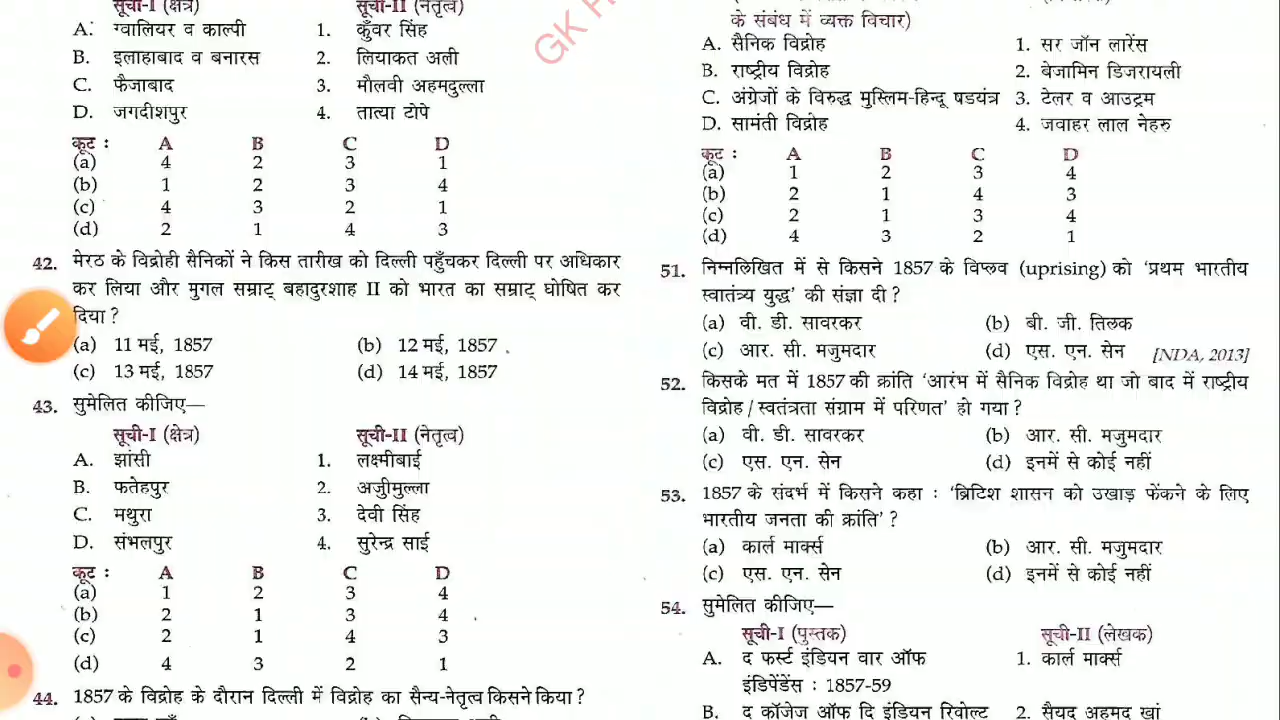 सूची-I (क्षेत्र) सूची-II (नेतृत्व)
A. ग्वालियर व काल्पी 1. कुँवर सिंह
B. इलाहाबाद व बनारस 2. लियाकत अली
C. फैजाबाद 3. मौलवी अहमदुल्ला
D. जगदीशपुर 4. तात्या टोपे
कूट : A B C D
(a) 4 2 3 1
(b) 1 2 3 4
(c) 4 3 2 1
(d) 2 1 4 3
42. मेरठ के विद्रोही सैनिकों ने किस तारीख को दिल्ली पहुँचकर दिल्ली पर अधिकार
कर लिया और मुगल सम्राट् बहादुरशाह II को भारत का सम्राट् घोषित कर
दिया ?
(a) 11 मई, 1857 (b) 12 मई, 1857
(c) 13 मई, 1857 (d) 14 मई, 1857
43. सुमेलित कीजिए—
सूची-I (क्षेत्र) सूची-II (नेतृत्व)
A. झांसी 1. लक्ष्मीबाई
B. फतेहपुर 2. अजीमुल्ला
C. मथुरा 3. देवी सिंह
D. संभलपुर 4. सुरेन्द्र साई
कूट : A B C D
(a) 1 2 3 4
(b) 2 1 3 4
(c) 2 1 4 3
(d) 4 3 2 1
44. 1857 के विद्रोह के दौरान दिल्ली में विद्रोह का सैन्य-नेतृत्व किसने किया ?
GK
के संबंध में व्यक्त विचार)
A. सैनिक विद्रोह 1. सर जॉन लारेंस
B. राष्ट्रीय विद्रोह 2. बेजामिन डिजरायली
C. अंग्रेजों के विरुद्ध मुस्लिम-हिन्दू षडयंत्र 3. टेलर व आउट्रम
D. सामंती विद्रोह 4. जवाहर लाल नेहरु
कूट : A B C D
(a) 1 2 3 4
(b) 2 1 4 3
(c) 2 1 3 4
(d) 4 3 2 1
51. निम्नलिखित में से किसने 1857 के विप्लव (uprising) को 'प्रथम भारतीय
स्वातंत्र्य युद्ध' की संज्ञा दी ?
(a) वी. डी. सावरकर (b) बी. जी. तिलक
(c) आर. सी. मजुमदार (d) एस. एन. सेन [NDA, 2013]
52. किसके मत में 1857 की क्रांति 'आरंभ में सैनिक विद्रोह था जो बाद में राष्ट्रीय
विद्रोह / स्वतंत्रता संग्राम में परिणत' हो गया ?
(a) वी. डी. सावरकर (b) आर. सी. मजुमदार
(c) एस. एन. सेन (d) इनमें से कोई नहीं
53. 1857 के संदर्भ में किसने कहा : 'ब्रिटिश शासन को उखाड़ फेंकने के लिए
भारतीय जनता की क्रांति' ?
(a) कार्ल मार्क्स (b) आर. सी. मजुमदार
(c) एस. एन. सेन (d) इनमें से कोई नहीं
54. सुमेलित कीजिए—
सूची-I (पुस्तक) सूची-II (लेखक)
A. द फर्स्ट इंडियन वार ऑफ 1. कार्ल मार्क्स
इंडिपेंडेंस : 1857-59
B. द कॉजेज ऑफ दि इंडियन रिवोल्ट 2. सैयद अहमद खां